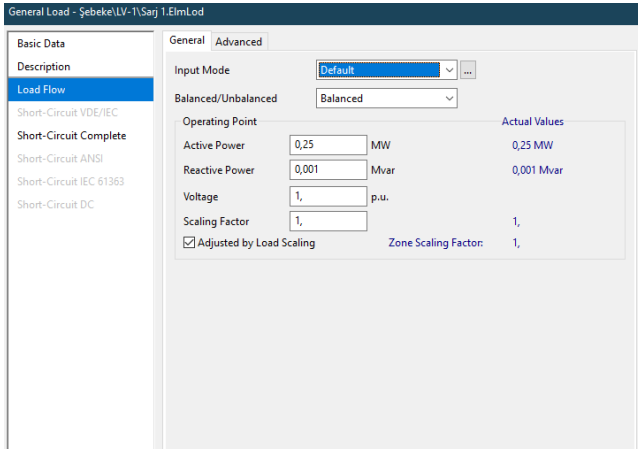 General Load - Şebeke\LV-1\Sarj 1.ElmLod
Basic Data
Description
Load Flow
Short-Circuit VDE/IEC
Short-Circuit Complete
Short-Circuit ANSI
Short-Circuit IEC 61363
Short-Circuit DC
General Advanced
Input Mode Default ...
Balanced/Unbalanced Balanced
Operating Point Actual Values
Active Power 0,25 MW 0,25 MW
Reactive Power 0,001 Mvar 0,001 Mvar
Voltage 1, p.u.
Scaling Factor 1, 1,
Adjusted by Load Scaling Zone Scaling Factor: 1,